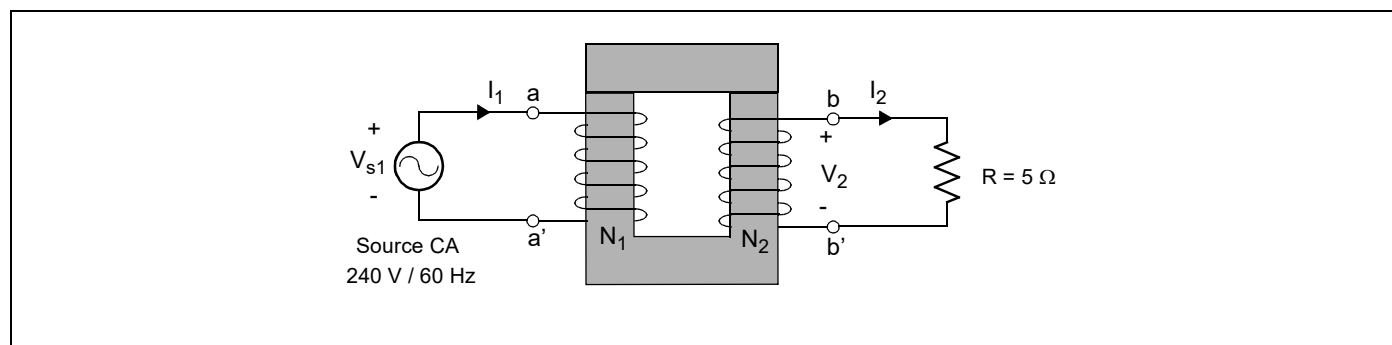 I1
a
+
Vs1
-
a'
Source CA
240 V / 60 Hz
N1
N2
b
I2
+
V2
-
b'
R = 5 Ω